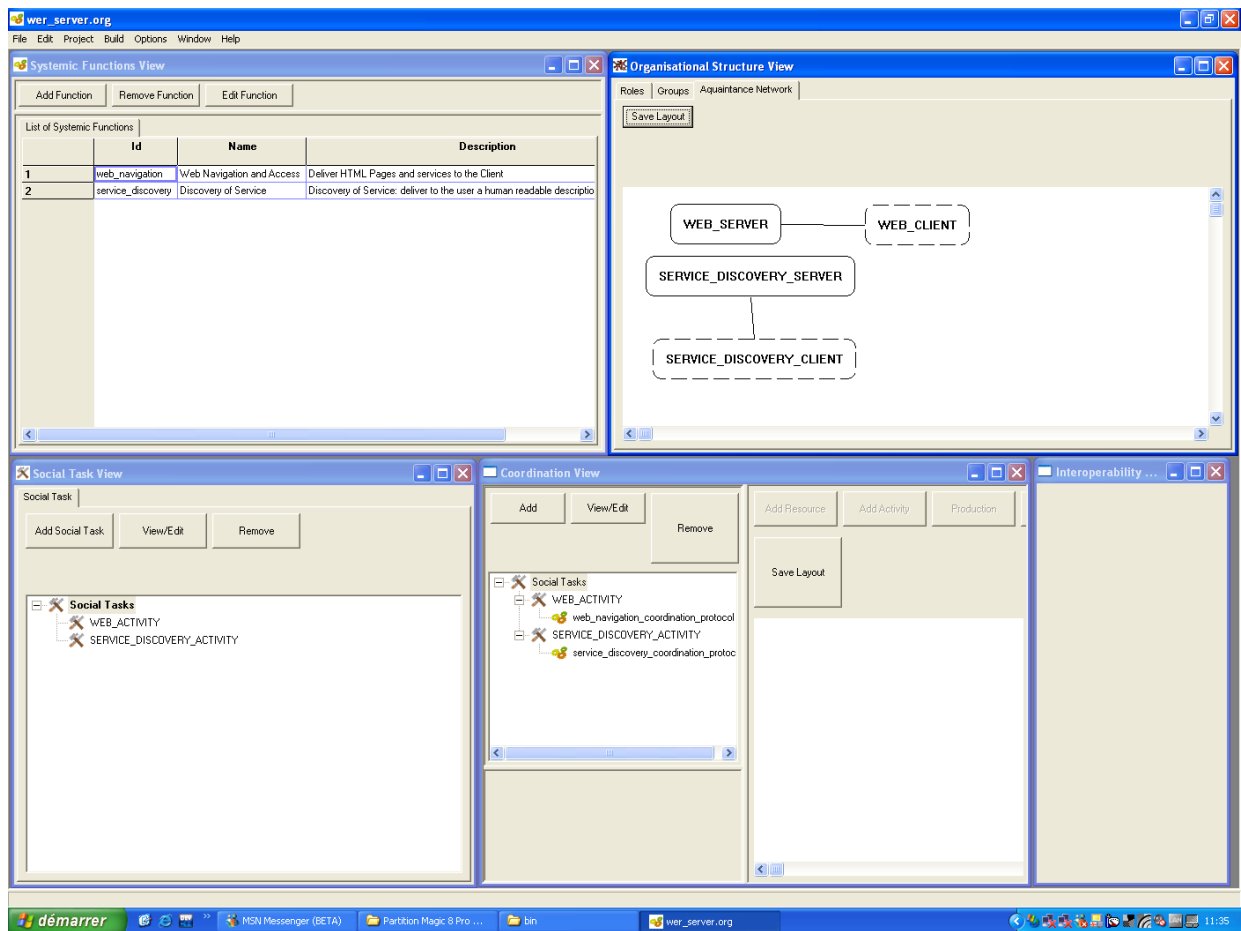 wer_server.org
File Edit Project Build Options Window Help
Systemic Functions View
Add Function Remove Function Edit Function
List of Systemic Functions
Id Name Description
1 web_navigation Web Navigation and Access Deliver HTML Pages and services to the Client
2 service_discovery Discovery of Service Discovery of Service: deliver to the user a human readable descriptio
Organisational Structure View
Roles Groups Aquaintance Network
Save Layout
WEB_SERVER WEB_CLIENT
SERVICE_DISCOVERY_SERVER
SERVICE_DISCOVERY_CLIENT
Social Task View
Social Task
Add Social Task View/Edit Remove
Social Tasks
WEB_ACTIVITY
SERVICE_DISCOVERY_ACTIVITY
Coordination View
Add View/Edit Remove
Social Tasks
WEB_ACTIVITY
web_navigation_coordination_protocol
SERVICE_DISCOVERY_ACTIVITY
service_discovery_coordination_protoc
Add Resource Add Activity Production
Save Layout
Interoperability ...
démarrer MSN Messenger (BETA) Partition Magic 8 Pro ... bin wer_server.org 11:35